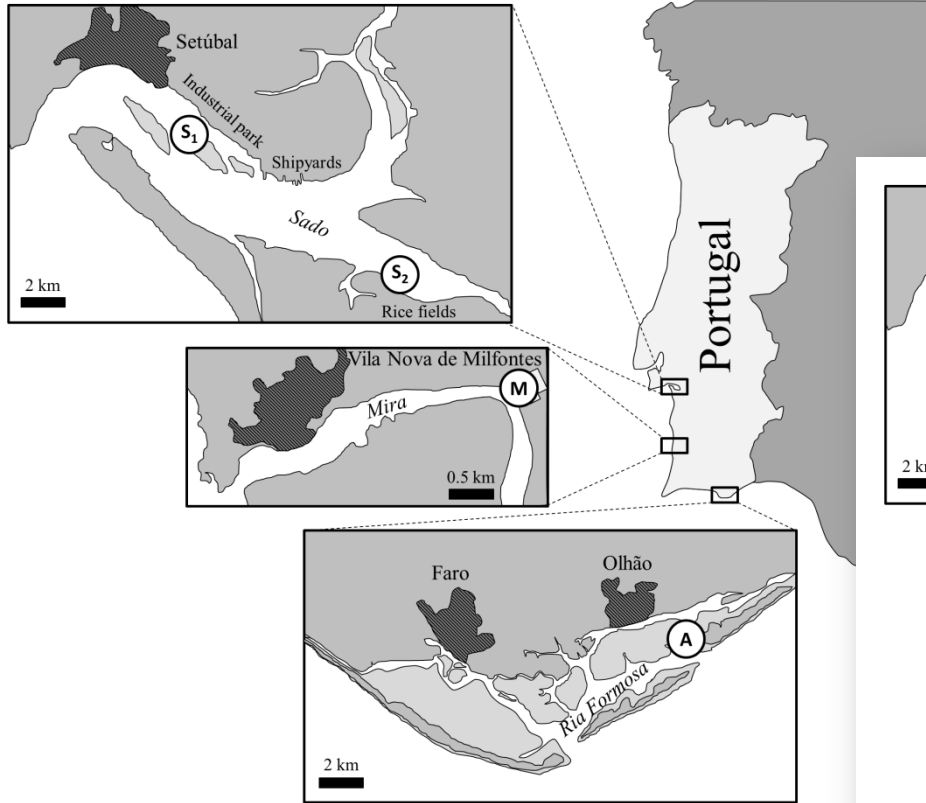 Setúbal
Industrial park
S₁
Shipyards
Sado
S₂
2 km
Rice fields
Portugal
Vila Nova de Milfontes
M
Mira
0.5 km
Faro
Olhão
A
Ria Formosa
2 km